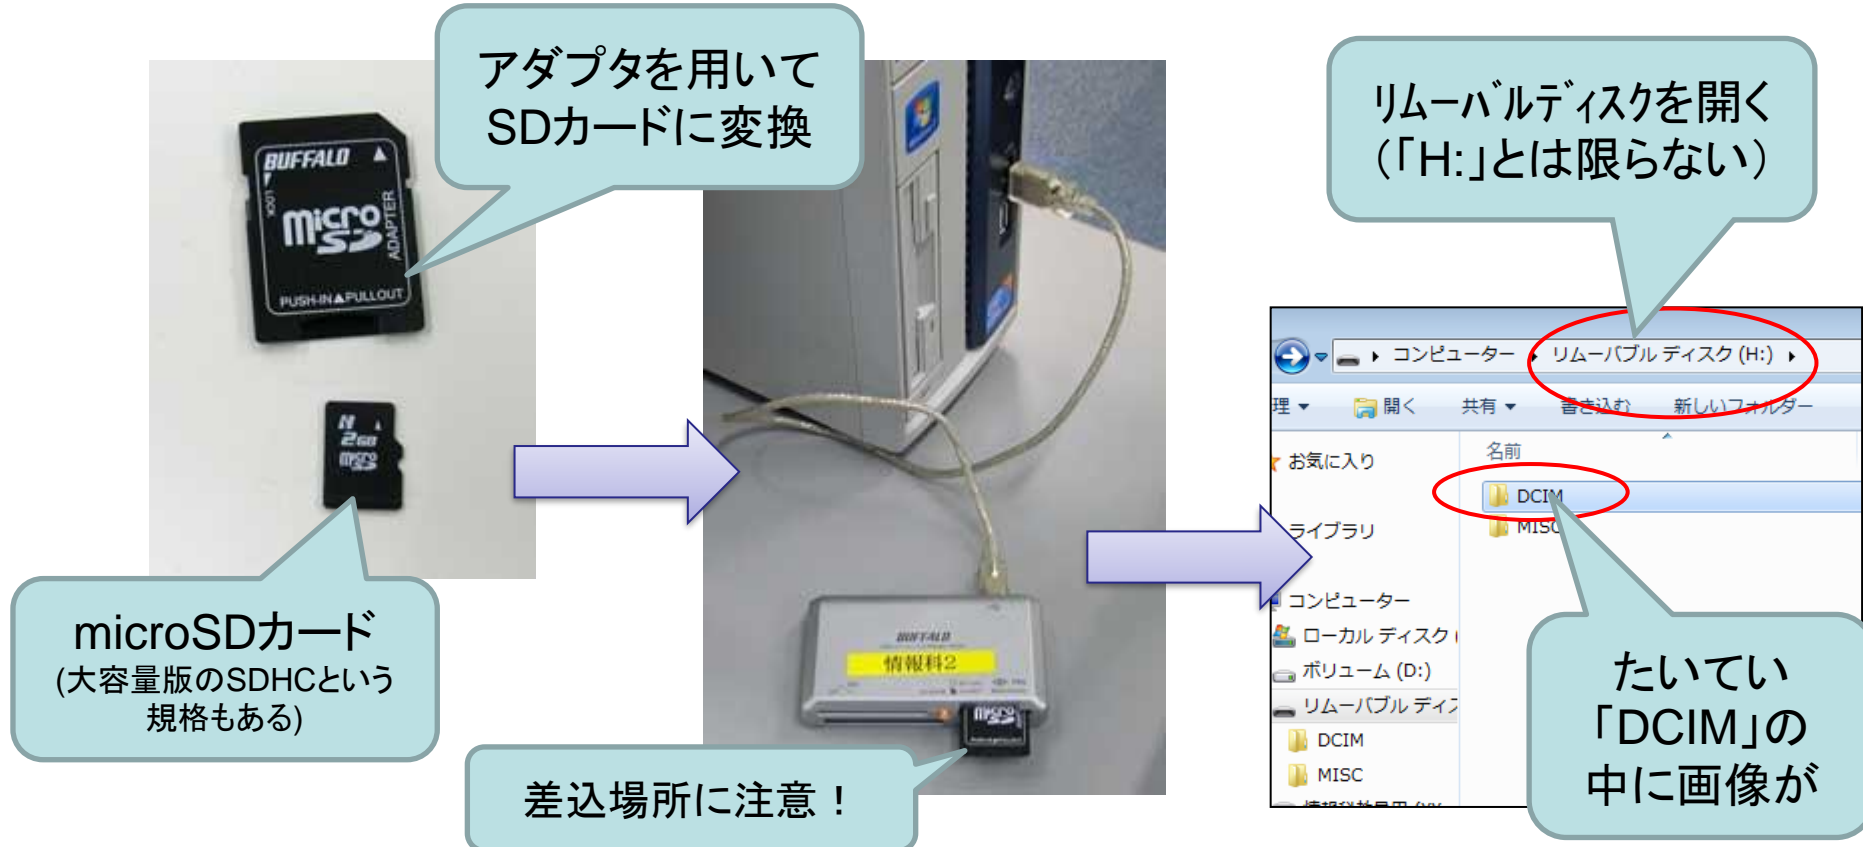 アダプタを用いて
SDカードに変換
BUFFALO
LOCK
micro
SD
ADAPTER
PUSH-IN▲PULLOUT
2GB
micro
SD
microSDカード
(大容量版のSDHCという
規格もある)
BUFFALO
情報科2
micro
SD
差込場所に注意！
ﾘﾑｰﾊﾞﾙﾃﾞｨｽｸを開く
（｢H:｣とは限らない）
コンピューター ▸ リムーバブル ディスク (H:) ▸
理 ▼ 開く 共有 ▼ 書き込む 新しいフォルダー
お気に入り
ライブラリ
コンピューター
ローカル ディスク (
ボリューム (D:)
リムーバブル ディス
DCIM
MISC
名前
DCIM
MISC
たいてい
｢DCIM｣の
中に画像が